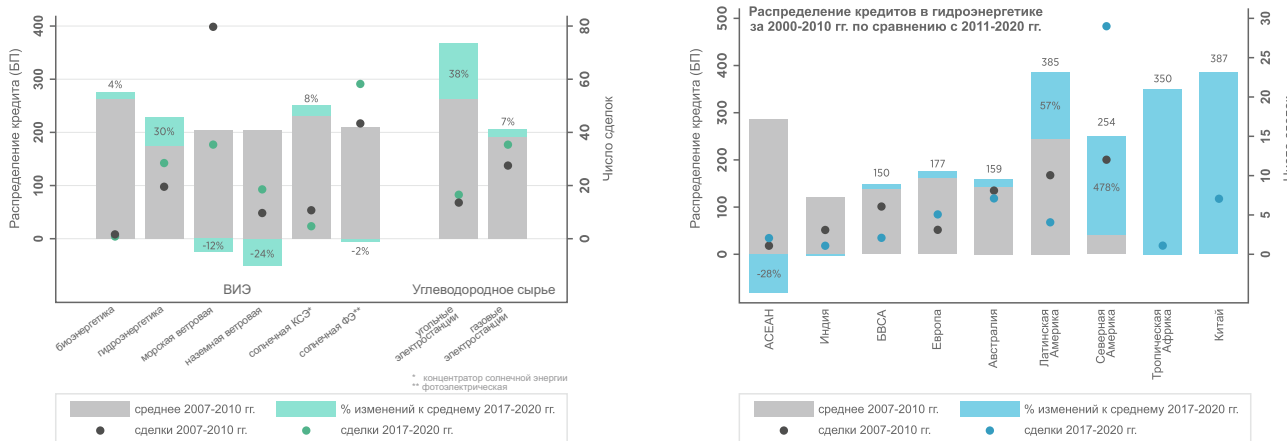 400
300
200
100
0
Распределение кредита (БП)
80
60
40
20
0
Число сделок
4%
30%
-12%
-24%
8%
-2%
38%
7%
ВИЭ
Углеводородное сырье
биоэнергетика
гидроэнергетика
морская ветровая
наземная ветровая
солнечная КСЭ*
солнечная ФЭ**
угольные
электростанции
газовые
электростанции
* концентратор солнечной энергии
** фотоэлектрическая
среднее 2007-2010 гг.
% изменений к среднему 2017-2020 гг.
сделки 2007-2010 гг.
сделки 2017-2020 гг.
Распределение кредитов в гидроэнергетике
за 2000-2010 гг. по сравнению с 2011-2020 гг.
500
400
300
200
100
0
Распределение кредита (БП)
30
25
20
15
10
5
0
-28%
150
177
159
385
57%
254
478%
350
387
АСЕАН
Индия
БВСА
Европа
Австралия
Латинская
Америка
Северная
Америка
Тропическая
Африка
Китай
среднее 2007-2010 гг.
% изменений к среднему 2017-2020 гг.
сделки 2007-2010 гг.
сделки 2017-2020 гг.